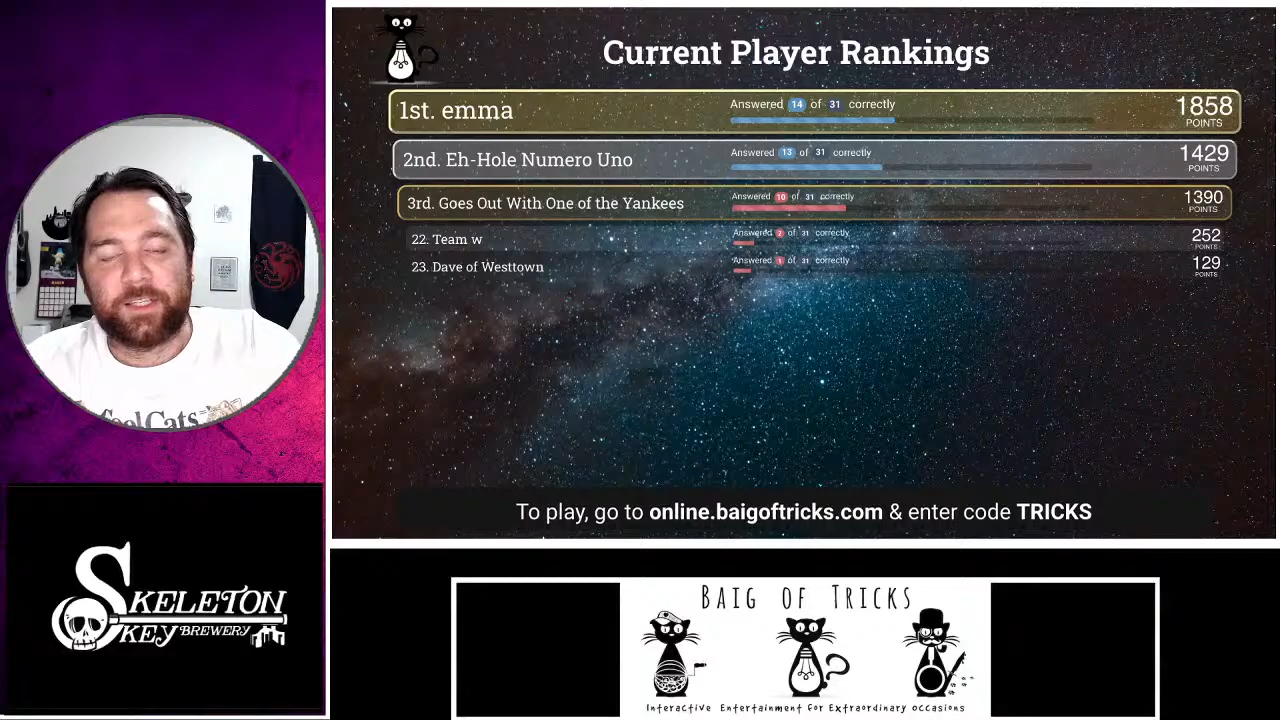 Current Player Rankings
1st. emma
Answered 14 of 31 correctly
1858
POINTS
2nd. Eh-Hole Numero Uno
Answered 13 of 31 correctly
1429
POINTS
3rd. Goes Out With One of the Yankees
Answered 10 of 31 correctly
1390
POINTS
22. Team w
Answered 2 of 31 correctly
252
POINTS
23. Dave of Westtown
Answered 1 of 31 correctly
129
POINTS
To play, go to online.baigoftricks.com & enter code TRICKS
Cool Cats
SKELETON
KEY BREWERY
BAIG OF TRICKS
Interactive Entertainment for Extraordinary occasions